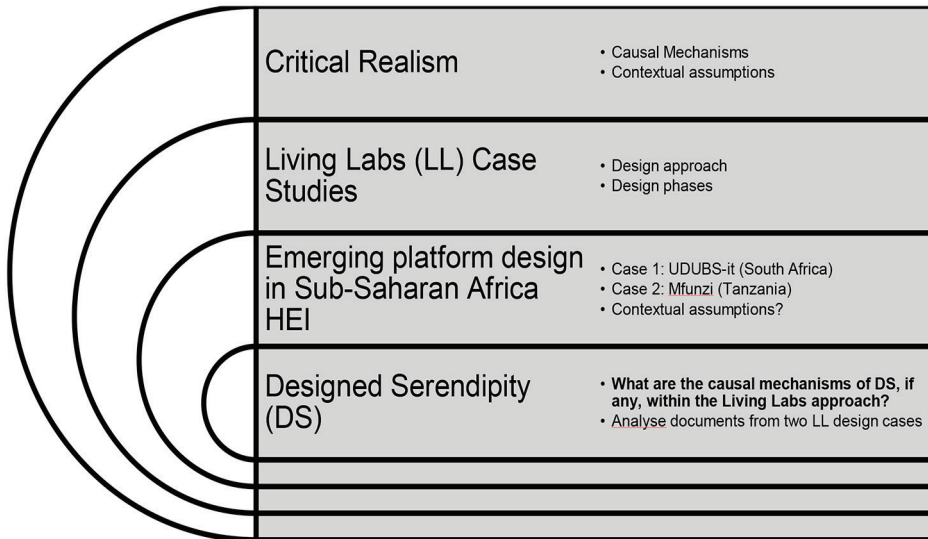 Critical Realism
• Causal Mechanisms
• Contextual assumptions
Living Labs (LL) Case
Studies
• Design approach
• Design phases
Emerging platform design
in Sub-Saharan Africa
HEI
• Case 1: UDUBS-it (South Africa)
• Case 2: Mfunzi (Tanzania)
• Contextual assumptions?
Designed Serendipity
(DS)
• What are the causal mechanisms of DS, if
any, within the Living Labs approach?
• Analyse documents from two LL design cases